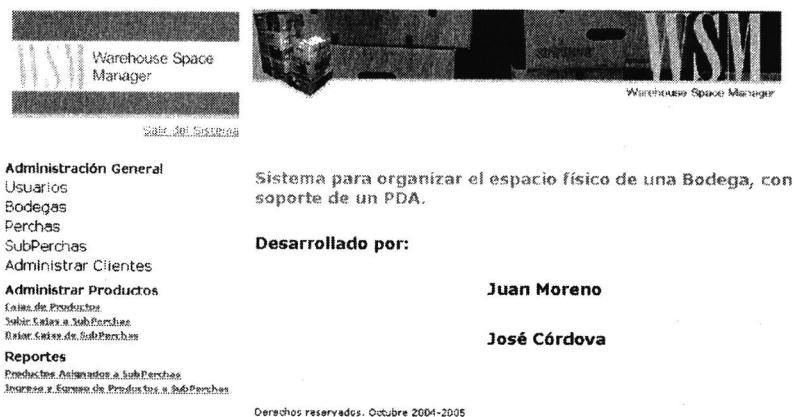 WSM
Warehouse Space
Manager
WSM
Warehouse Space Manager
Salir del Sistema
Administración General
Usuarios
Bodegas
Perchas
SubPerchas
Administrar Clientes
Administrar Productos
Cajas de Productos
Subir Cajas a SubPerchas
Bajar Cajas de SubPerchas
Reportes
Productos Asignados a SubPerchas
Ingreso y Egreso de Productos a SubPerchas
Sistema para organizar el espacio físico de una Bodega, con
soporte de un PDA.
Desarrollado por:
Juan Moreno
José Córdova
Derechos reservados. Octubre 2004-2005